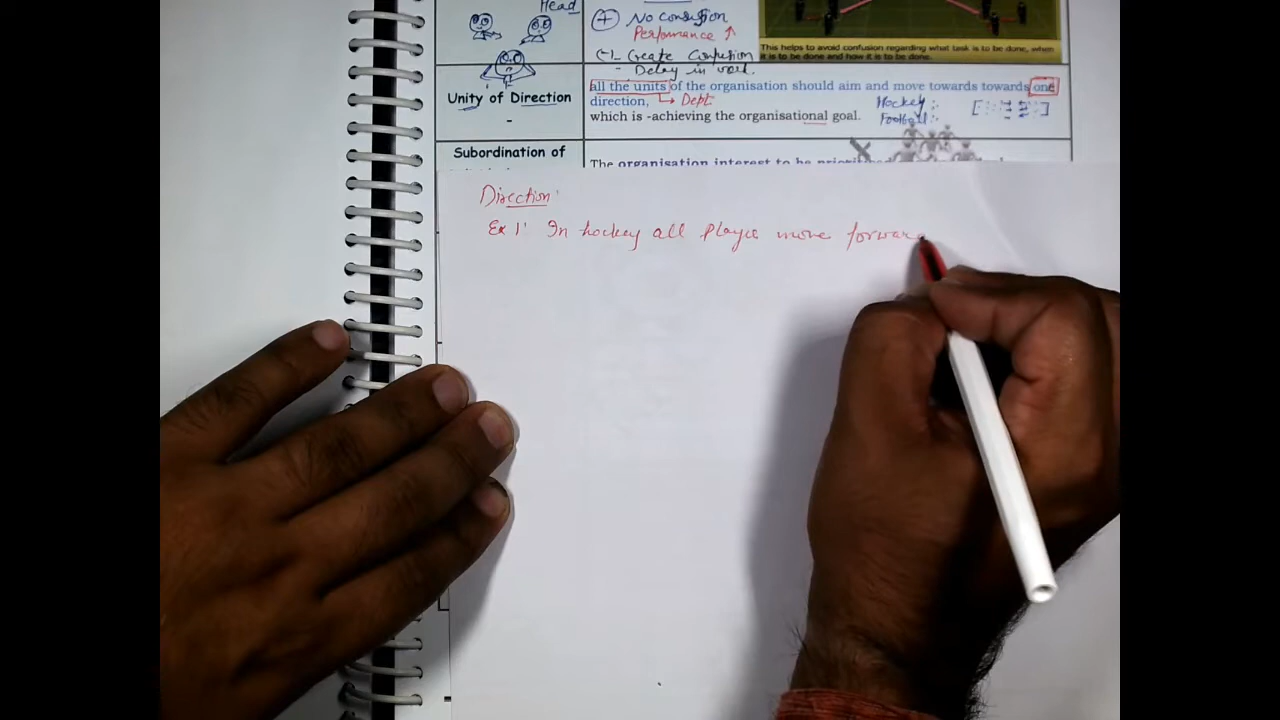 Head
(+) No confusion
Performance ↑
(-) - Create Confusion
- Delay in work.
This helps to avoid confusion regarding what task is to be done, when
it is to be done and how it is to be done.
Unity of Direction
-
all the units of the organisation should aim and move towards towards one
direction, → Dept.
which is -achieving the organisational goal.
Hockey :
Football :
Subordination of
The organisation interest to be
Direction:
Ex 1: In hockey all move forwar